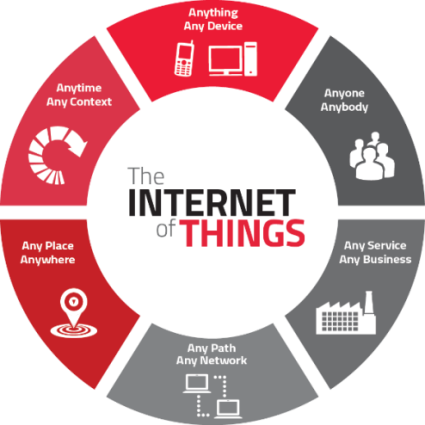 Anything
Any Device
Anyone
Anybody
Any Service
Any Business
Any Path
Any Network
Any Place
Anywhere
Anytime
Any Context
The
INTERNET
of THINGS